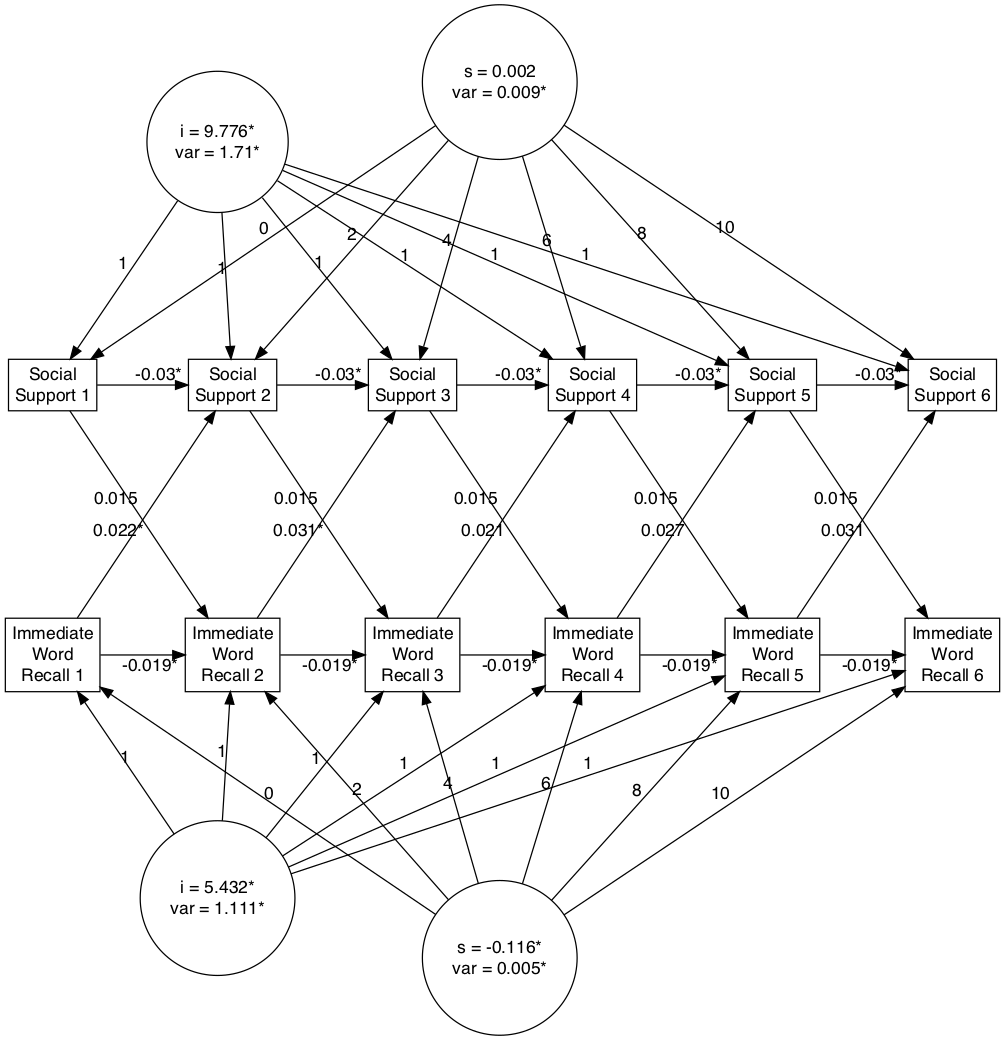 s = 0.002
var = 0.009*
i = 9.776*
var = 1.71*
0
2
4
6
8
10
1
1
1
1
1
1
Social
Support 1
-0.03*
Social
Support 2
-0.03*
Social
Support 3
-0.03*
Social
Support 4
-0.03*
Social
Support 5
-0.03*
Social
Support 6
0.015
0.015
0.015
0.015
0.015
0.022*
0.031*
0.021
0.027
0.031
Immediate
Word
Recall 1
-0.019*
Immediate
Word
Recall 2
-0.019*
Immediate
Word
Recall 3
-0.019*
Immediate
Word
Recall 4
-0.019*
Immediate
Word
Recall 5
-0.019*
Immediate
Word
Recall 6
1
1
1
1
1
1
0
2
4
6
8
10
i = 5.432*
var = 1.111*
s = -0.116*
var = 0.005*